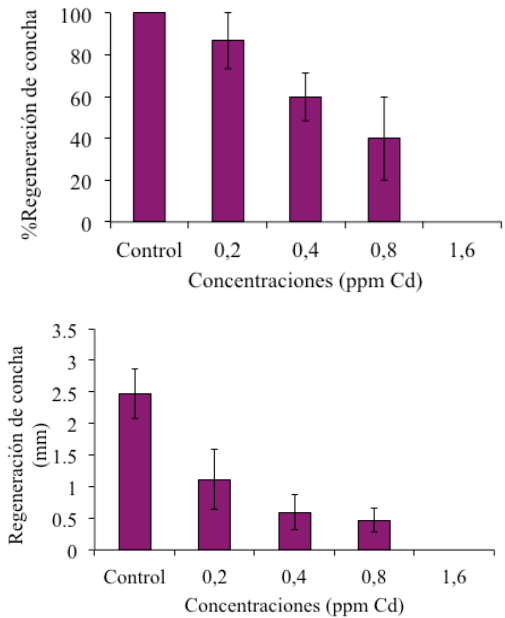 %Regeneración de concha
100
80
60
40
20
0
Control 0,2 0,4 0,8 1,6
Concentraciones (ppm Cd)
Regeneración de concha
(mm)
3.5
3
2.5
2
1.5
1
0.5
0
Control 0,2 0,4 0,8 1,6
Concentraciones (ppm Cd)